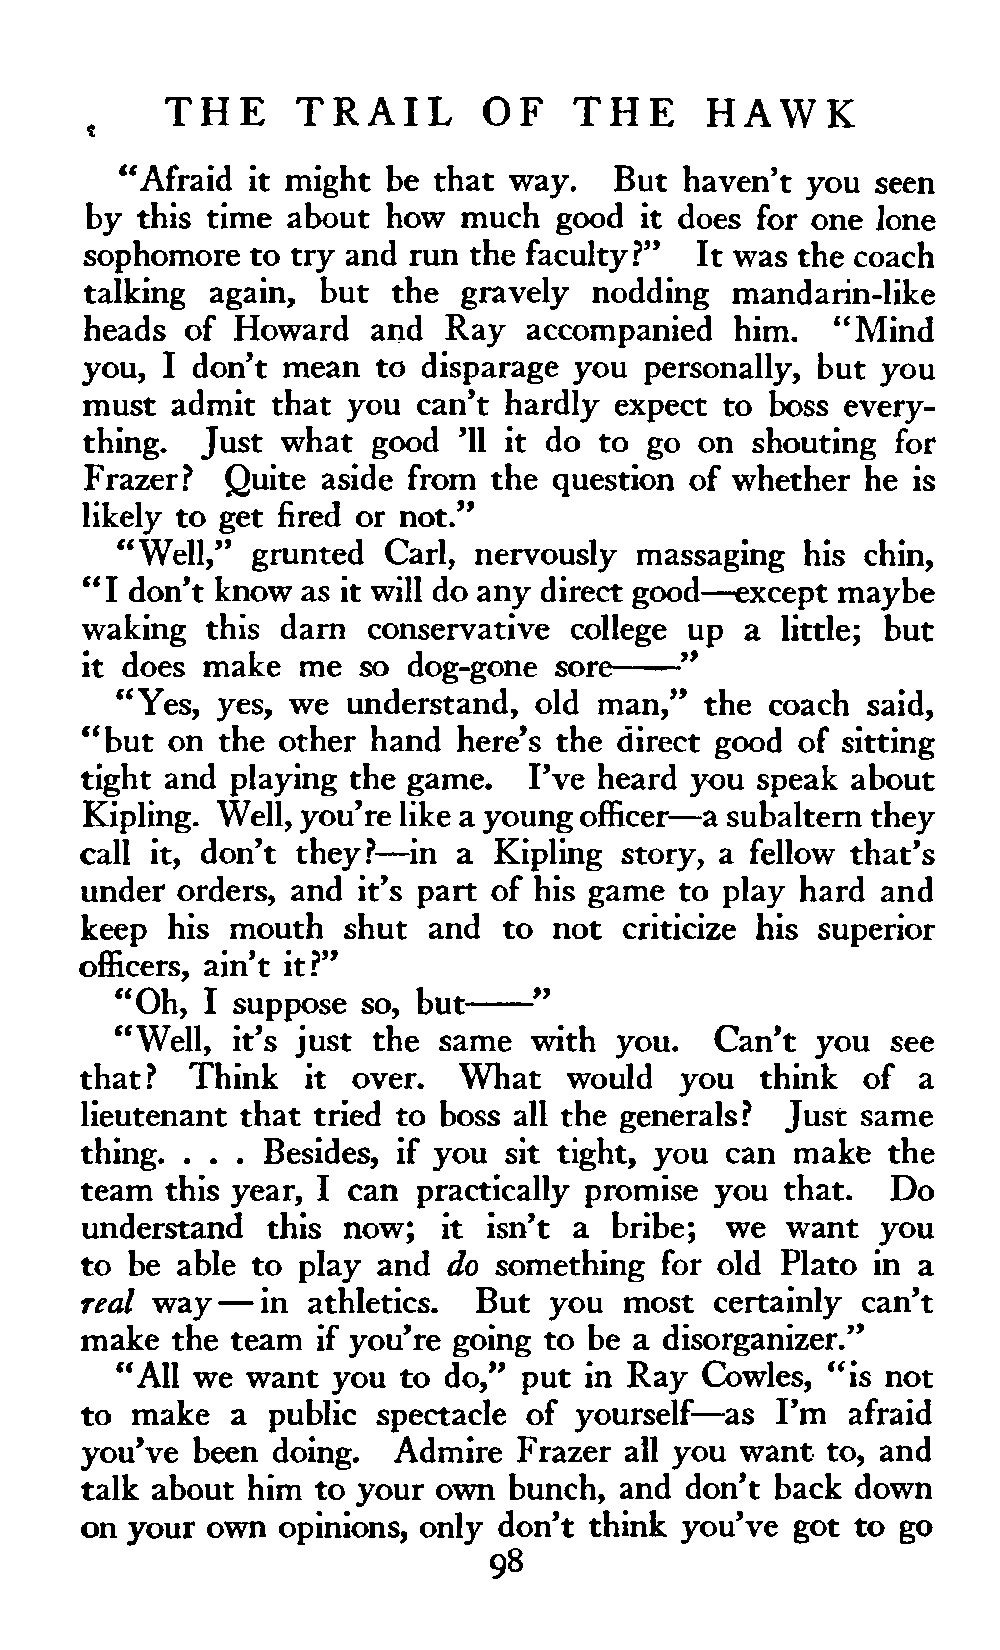 THE TRAIL OF THE HAWK
“Afraid it might be that way. But haven’t you seen
by this time about how much good it does for one lone
sophomore to try and run the faculty?” It was the coach
talking again, but the gravely nodding mandarin-like
heads of Howard and Ray accompanied him. “Mind
you, I don’t mean to disparage you personally, but you
must admit that you can’t hardly expect to boss every-
thing. Just what good ’ll it do to go on shouting for
Frazer? Quite aside from the question of whether he is
likely to get fired or not.”
“Well,” grunted Carl, nervously massaging his chin,
“I don’t know as it will do any direct good—except maybe
waking this darn conservative college up a little; but
it does make me so dog-gone sore——”
“Yes, yes, we understand, old man,” the coach said,
“but on the other hand here’s the direct good of sitting
tight and playing the game. I’ve heard you speak about
Kipling. Well, you’re like a young officer—a subaltern they
call it, don’t they?—in a Kipling story, a fellow that’s
under orders, and it’s part of his game to play hard and
keep his mouth shut and to not criticize his superior
officers, ain’t it?”
“Oh, I suppose so, but——”
“Well, it’s just the same with you. Can’t you see
that? Think it over. What would you think of a
lieutenant that tried to boss all the generals? Just same
thing. . . . Besides, if you sit tight, you can make the
team this year, I can practically promise you that. Do
understand this now; it isn’t a bribe; we want you
to be able to play and do something for old Plato in a
real way—in athletics. But you most certainly can’t
make the team if you’re going to be a disorganizer.”
“All we want you to do,” put in Ray Cowles, “is not
to make a public spectacle of yourself—as I’m afraid
you’ve been doing. Admire Frazer all you want to, and
talk about him to your own bunch, and don’t back down
on your own opinions, only don’t think you’ve got to go
98